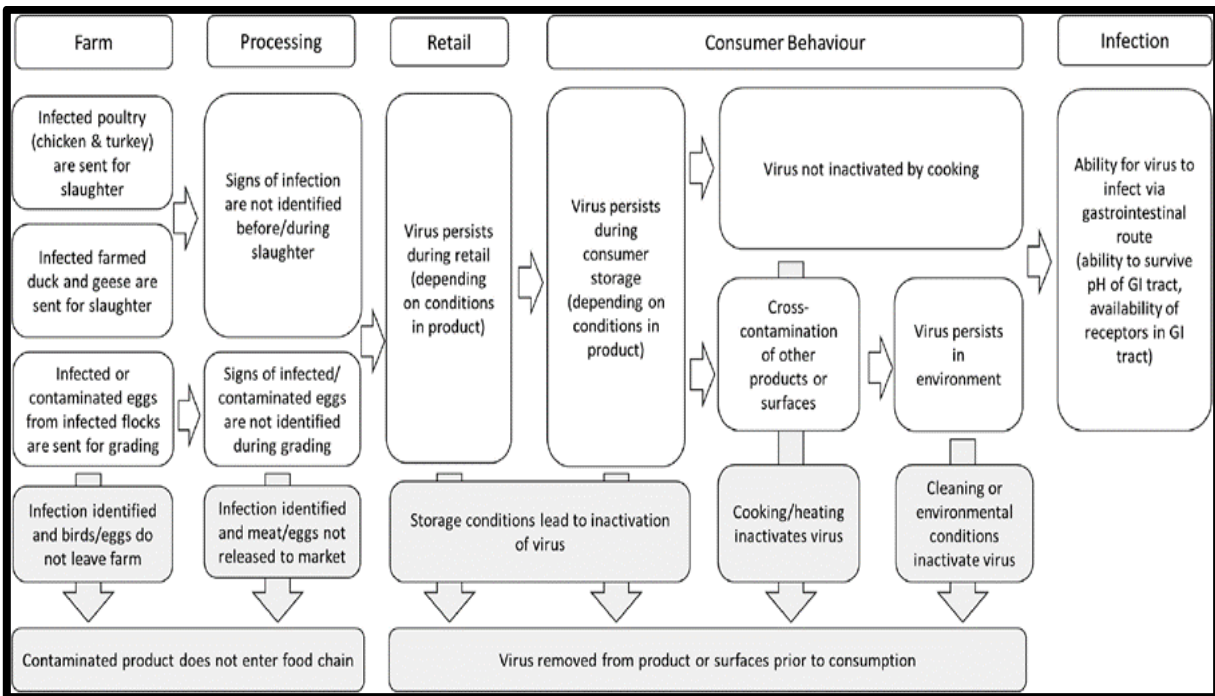 Farm
Processing
Retail
Consumer Behaviour
Infection
Infected poultry
(chicken & turkey)
are sent for
slaughter
Infected farmed
duck and geese are
sent for slaughter
Infected or
contaminated eggs
from infected flocks
are sent for grading
Signs of infection
are not identified
before/during
slaughter
Signs of infected/
contaminated eggs
are not identified
during grading
Virus persists
during retail
(depending
on conditions
in product)
Virus persists
during
consumer
storage
(depending on
conditions in
product)
Virus not inactivated by cooking
Cross-
contamination
of other
products or
surfaces
Virus persists
in
environment
Ability for virus to
infect via
gastrointestinal
route
(ability to survive
pH of GI tract,
availability of
receptors in GI
tract)
Infection identified
and birds/eggs do
not leave farm
Infection identified
and meat/eggs not
released to market
Storage conditions lead to inactivation
of virus
Cooking/heating
inactivates virus
Cleaning or
environmental
conditions
inactivate virus
Contaminated product does not enter food chain
Virus removed from product or surfaces prior to consumption